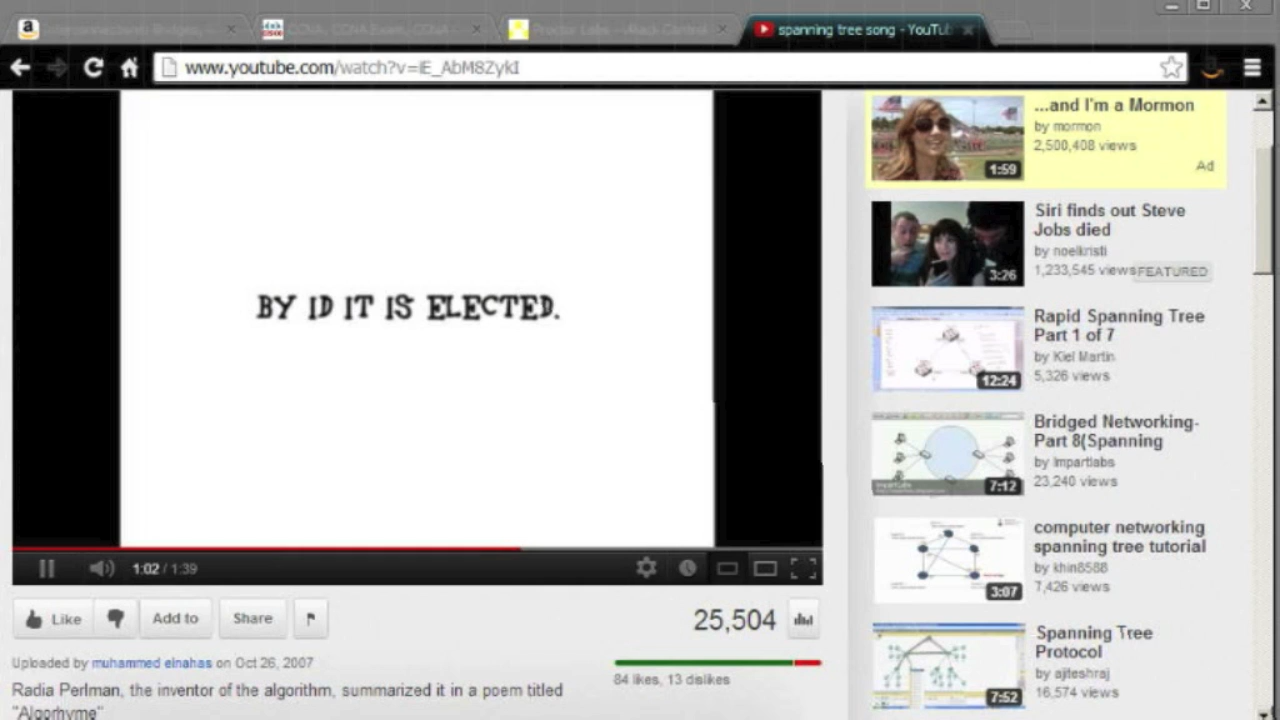 spanning tree song - YouTu
www.youtube.com/watch?v=iE_AbM8ZykI
BY ID IT IS ELECTED.
1:02 / 1:39
Like
Add to
Share
25,504
Uploaded by muhammed elnahas on Oct 26, 2007
84 likes, 13 dislikes
Radia Perlman, the inventor of the algorithm, summarized it in a poem titled
"Algorhyme"
...and I'm a Mormon
by mormon
2,500,408 views
Ad
1:59
Siri finds out Steve
Jobs died
by noelkristi
1,233,545 views FEATURED
3:26
Rapid Spanning Tree
Part 1 of 7
by Kiel Martin
5,326 views
12:24
Bridged Networking-
Part 8(Spanning
by Impartlabs
23,240 views
7:12
computer networking
spanning tree tutorial
by khin8588
7,426 views
3:07
Spanning Tree
Protocol
by ajiteshraj
16,574 views
7:52